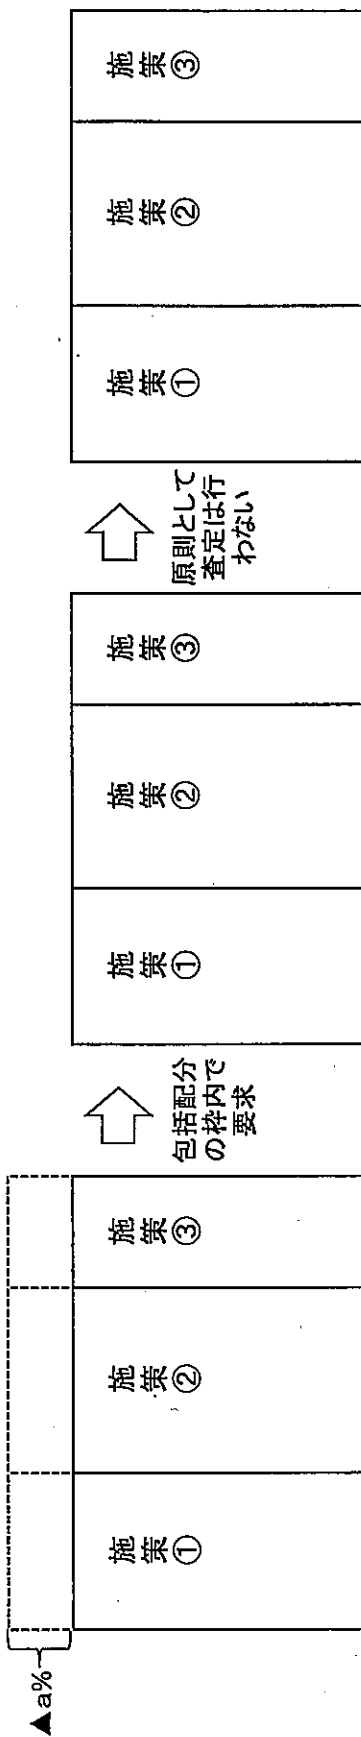 ▲a%
施策①
施策②
施策③
包括配分
の枠内で
要求
施策①
施策②
施策③
原則として
査定は行
わない
施策①
施策②
施策③